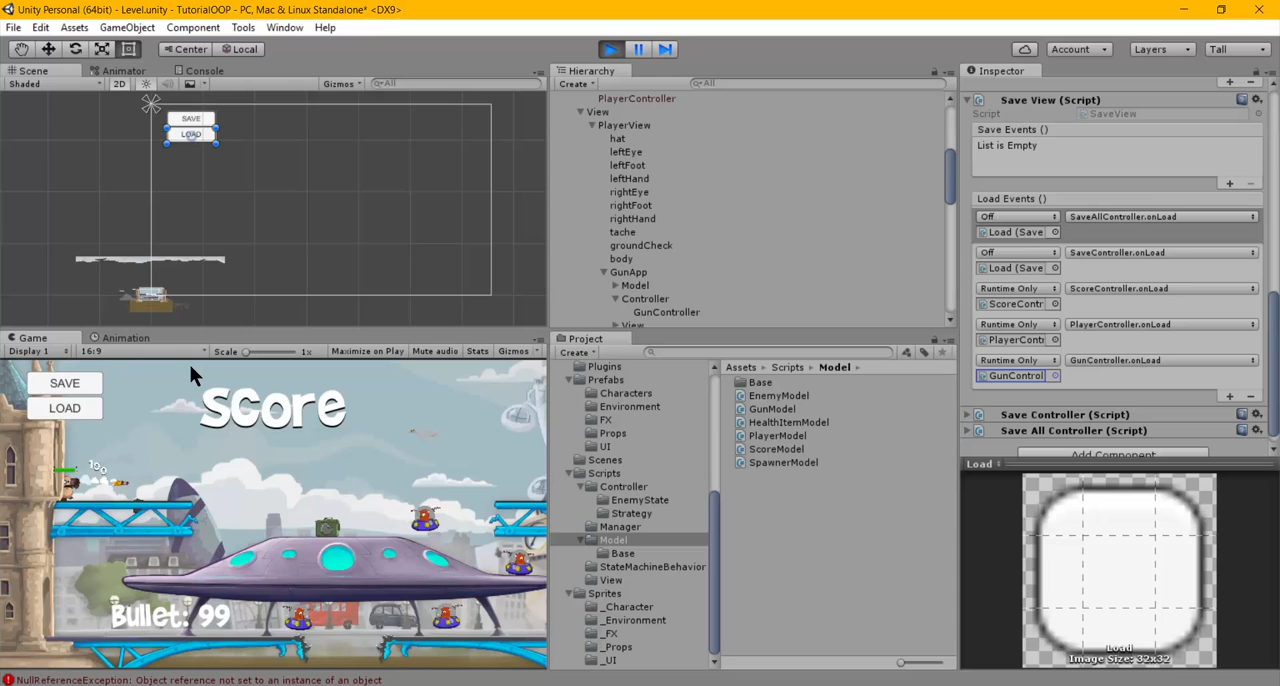 Unity Personal (64bit) - Level.unity - TutorialOOP - PC, Mac & Linux Standalone* <DX9>
File Edit Assets GameObject Component Tools Window Help
Center Local Account Layers Tall
Scene Animator Console
Shaded 2D Gizmos All
SAVE
LOAD
Game Animation
Display 1 16:9 Scale 1x Maximize on Play Mute audio Stats Gizmos
SAVE
LOAD
Score
100
Bullet: 99
Hierarchy
Create All
PlayerController
View
PlayerView
hat
leftEye
leftFoot
leftHand
rightEye
rightFoot
rightHand
tache
groundCheck
body
GunApp
Model
Controller
GunController
View
Project
Create
Plugins
Prefabs
Characters
Environment
FX
Props
UI
Scenes
Scripts
Controller
EnemyState
Strategy
Manager
Model
Base
StateMachineBehavior
View
Sprites
_Character
_Environment
_FX
_Props
_UI
Assets Scripts Model
Base
EnemyModel
GunModel
HealthItemModel
PlayerModel
ScoreModel
SpawnerModel
Inspector
Save View (Script)
Script SaveView
Save Events ()
List is Empty
Load Events ()
Off SaveAllController.onLoad
Load (Save
Off SaveController.onLoad
Load (Save
Runtime Only ScoreController.onLoad
ScoreContr
Runtime Only PlayerController.onLoad
PlayerContr
Runtime Only GunController.onLoad
GunControl
Save Controller (Script)
Save All Controller (Script)
Add Component
Load
Load
Image Size: 32x32
NullReferenceException: Object reference not set to an instance of an object